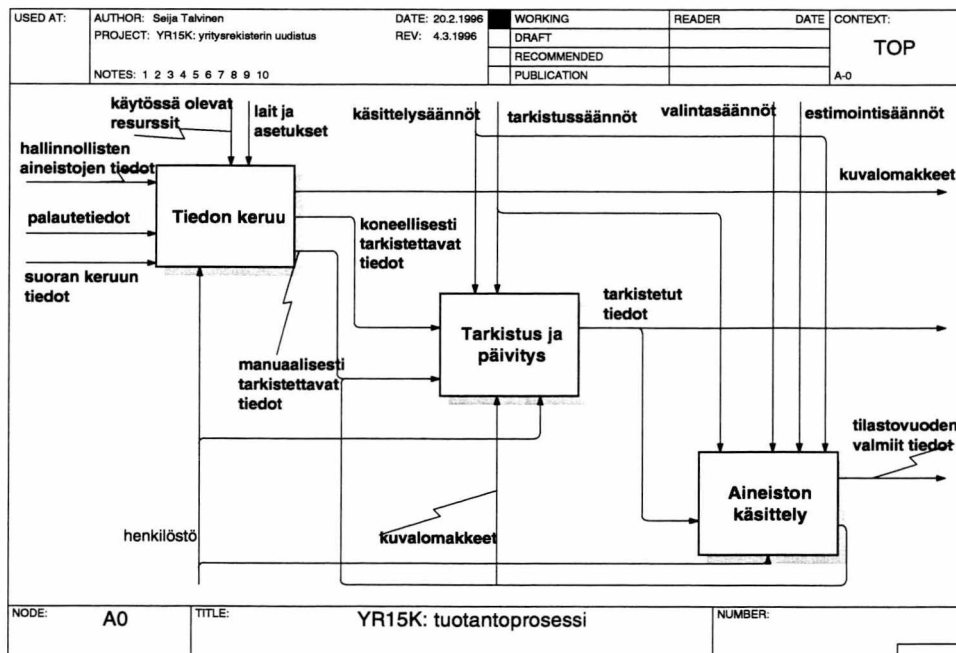 USED AT:
AUTHOR: Seija Talvinen
DATE: 20.2.1996
PROJECT: YR15K: yritysrekisterin uudistus
REV: 4.3.1996
NOTES: 1 2 3 4 5 6 7 8 9 10
WORKING
DRAFT
RECOMMENDED
PUBLICATION
READER
DATE
CONTEXT:
TOP
A-0
käytössä olevat
resurssit
lait ja
asetukset
käsittelysäännöt
tarkistussäännöt
valintasäännöt
estimointisäännöt
hallinnollisten
aineistojen tiedot
palautetiedot
suoran keruun
tiedot
Tiedon keruu
kuvalomakkeet
koneellisesti
tarkistettavat
tiedot
manuaalisesti
tarkistettavat
tiedot
Tarkistus ja
päivitys
tarkistetut
tiedot
tilastovuoden
valmiit tiedot
Aineiston
käsittely
henkilöstö
kuvalomakkeet
NODE:
A0
TITLE:
YR15K: tuotantoprosessi
NUMBER: